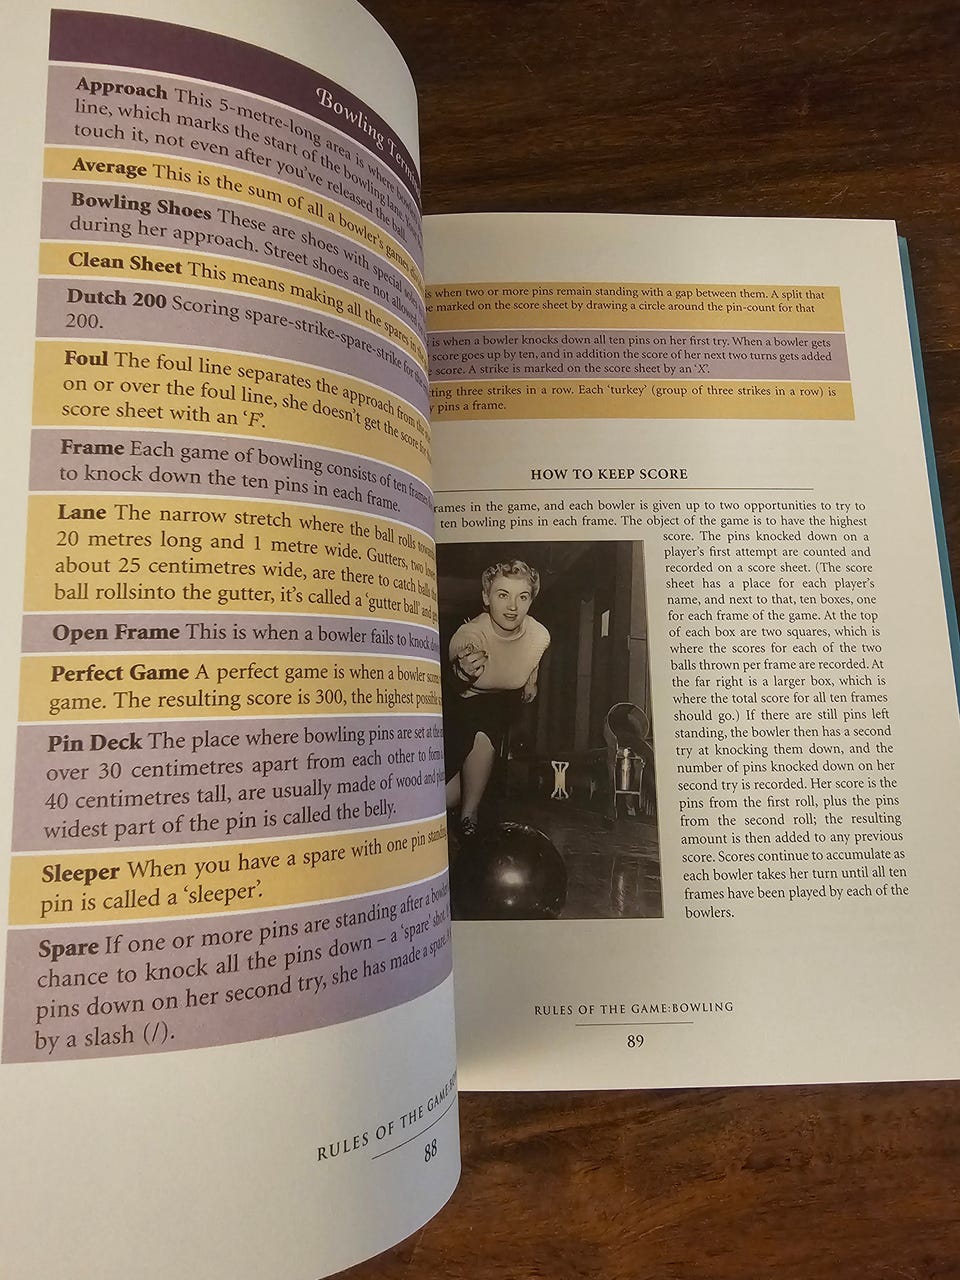 Bowling
Approach This 5-metre-long area is where
line, which marks the start of the bowling lane.
touch it, not even after you've released the ball.
Average This is the sum of all a bowler's games
Bowling Shoes These are shoes with special soles
during her approach. Street shoes are not allowed
Clean Sheet This means making all the spares in
Dutch 200 Scoring spare-strike-spare-strike for the
200.
Foul The foul line separates the approach from the
on or over the foul line, she doesn't get the score for
score sheet with an 'F'.
Frame Each game of bowling consists of ten frames
to knock down the ten pins in each frame.
Lane The narrow stretch where the ball rolls
20 metres long and 1 metre wide. Gutters, two
about 25 centimetres wide, are there to catch balls
ball rollsinto the gutter, it's called a 'gutter ball' and
Open Frame This is when a bowler fails to knock
Perfect Game A perfect game is when a bowler
game. The resulting score is 300, the highest possible
Pin Deck The place where bowling pins are set at the
over 30 centimetres apart from each other to form
40 centimetres tall, are usually made of wood and
widest part of the pin is called the belly.
Sleeper When you have a spare with one pin
pin is called a 'sleeper'.
Spare If one or more pins are standing after a
chance to knock all the pins down – a 'spare' shot.
pins down on her second try, she has made a spare.
by a slash (/).
RULES OF THE GAME:
88
is when two or more pins remain standing with a gap between them. A split that
marked on the score sheet by drawing a circle around the pin-count for that
is when a bowler knocks down all ten pins on her first try. When a bowler gets
score goes up by ten, and in addition the score of her next two turns gets added
score. A strike is marked on the score sheet by an 'X'.
three strikes in a row. Each 'turkey' (group of three strikes in a row) is
pins a frame.
HOW TO KEEP SCORE
in the game, and each bowler is given up to two opportunities to try to
ten bowling pins in each frame. The object of the game is to have the highest
score. The pins knocked down on a
player's first attempt are counted and
recorded on a score sheet. (The score
sheet has a place for each player's
name, and next to that, ten boxes, one
for each frame of the game. At the top
of each box are two squares, which is
where the scores for each of the two
balls thrown per frame are recorded. At
the far right is a larger box, which is
where the total score for all ten frames
should go.) If there are still pins left
standing, the bowler then has a second
try at knocking them down, and the
number of pins knocked down on her
second try is recorded. Her score is the
pins from the first roll, plus the pins
from the second roll; the resulting
amount is then added to any previous
score. Scores continue to accumulate as
each bowler takes her turn until all ten
frames have been played by each of the
bowlers.
RULES OF THE GAME:BOWLING
89